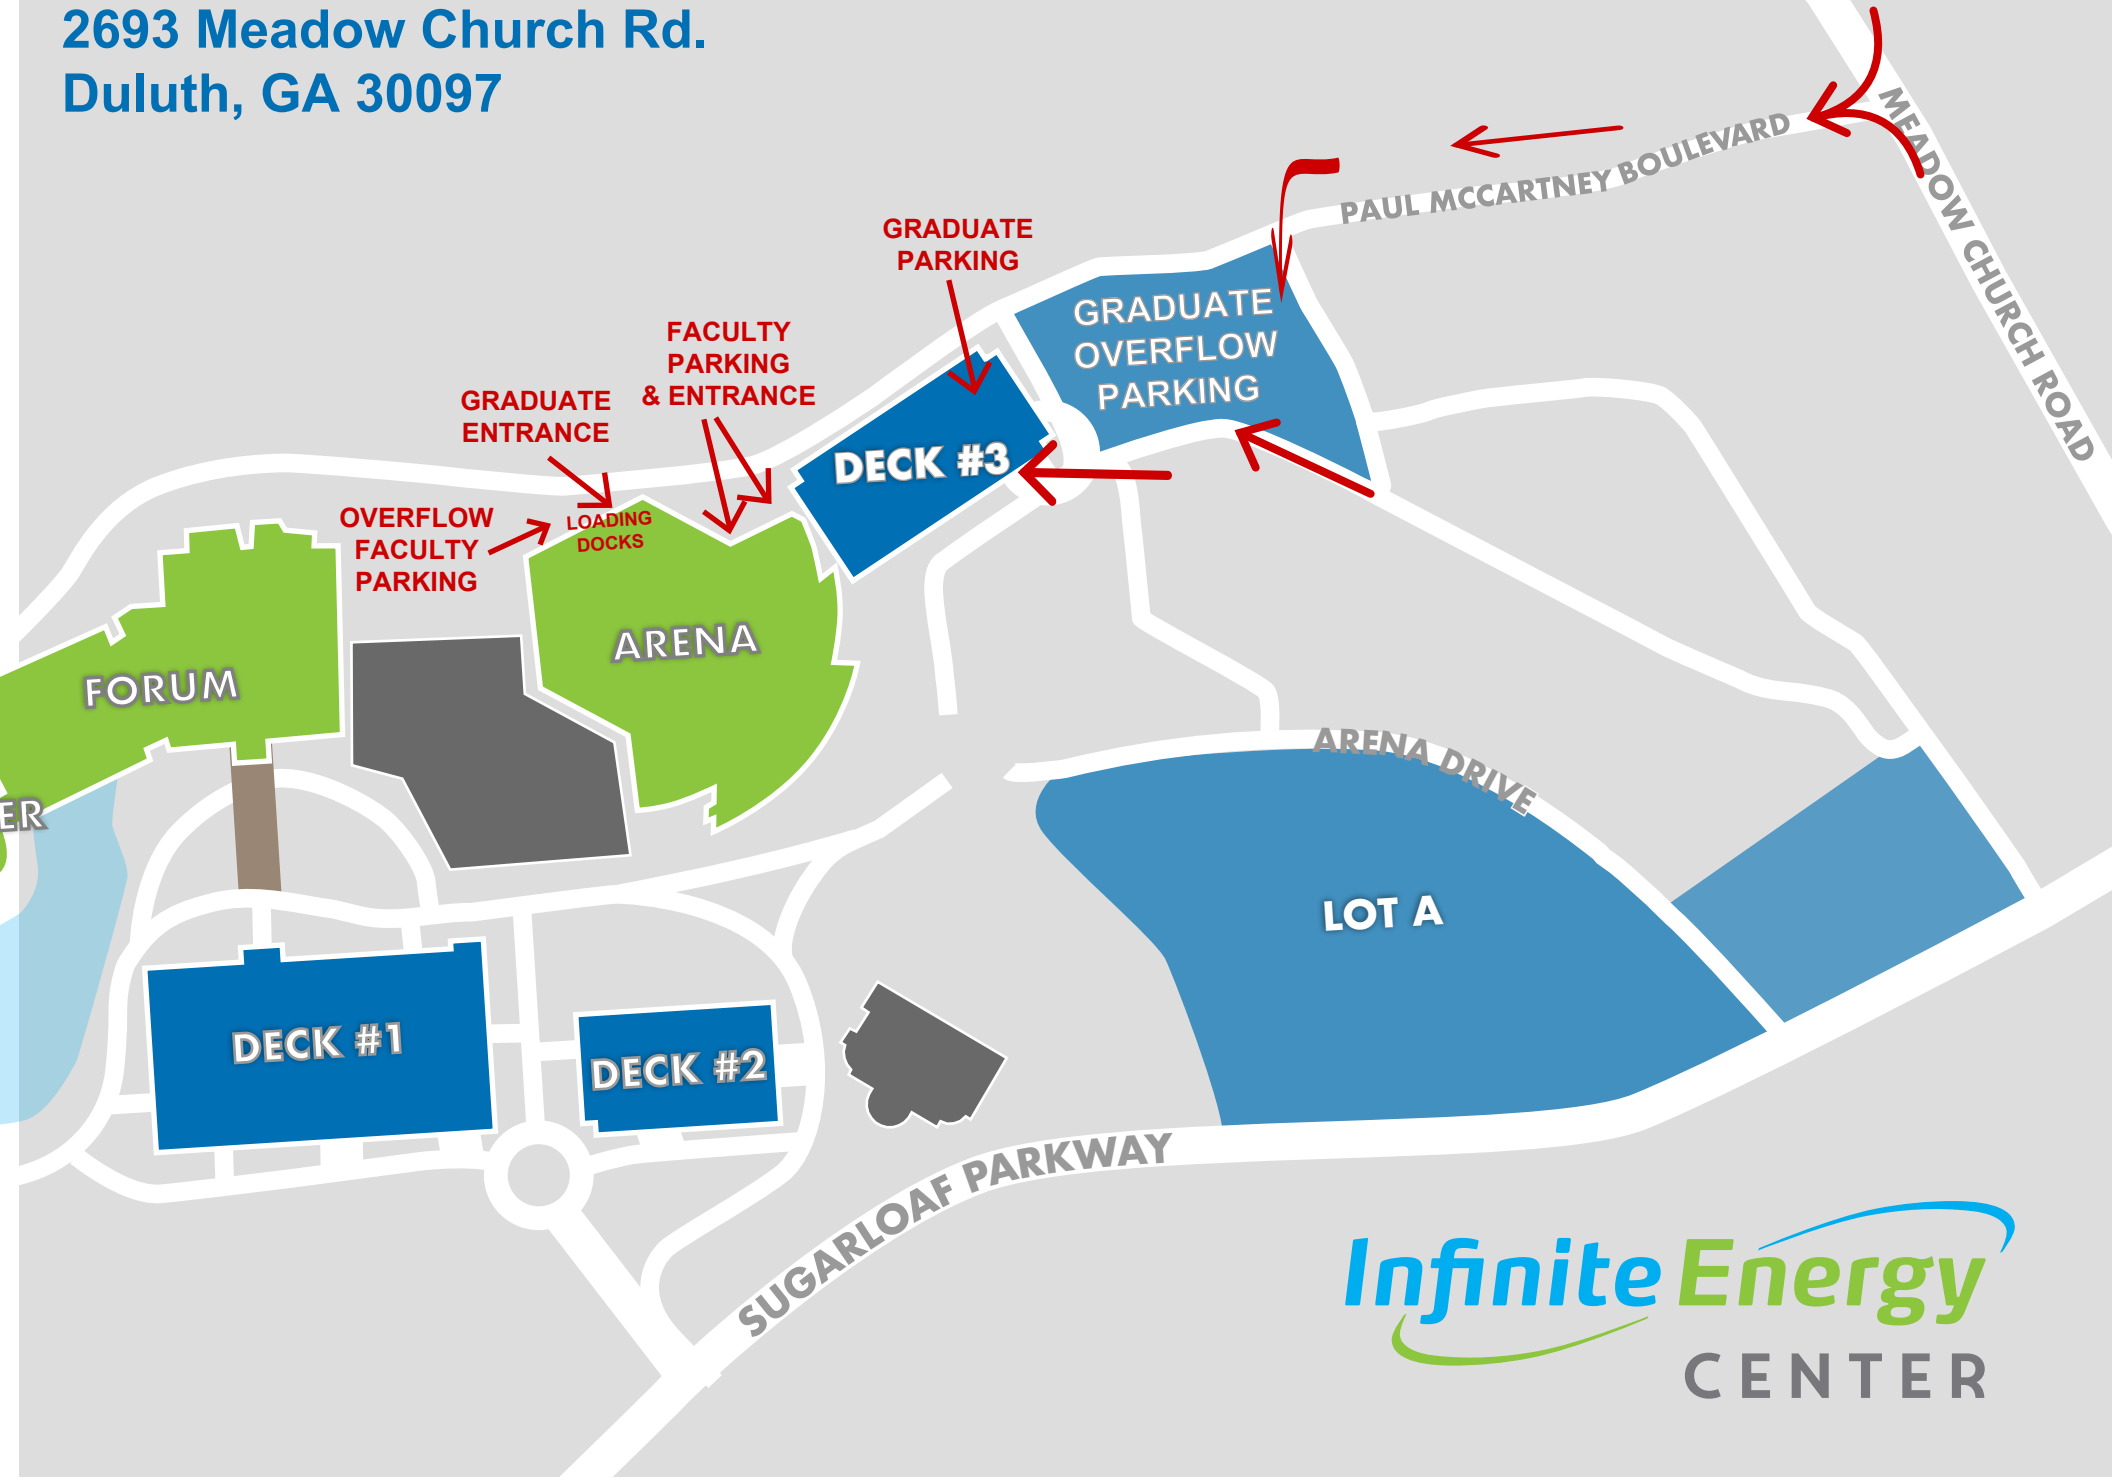 2693 Meadow Church Rd.
Duluth, GA 30097
MEADOW CHURCH ROAD
PAUL MCCARTNEY BOULEVARD
GRADUATE
PARKING
GRADUATE
OVERFLOW
PARKING
FACULTY
PARKING
& ENTRANCE
GRADUATE
ENTRANCE
DECK #3
OVERFLOW
FACULTY
PARKING
LOADING
DOCKS
ARENA
FORUM
ARENA DRIVE
ER
LOT A
DECK #1
DECK #2
SUGARLOAF PARKWAY
Infinite Energy
CENTER